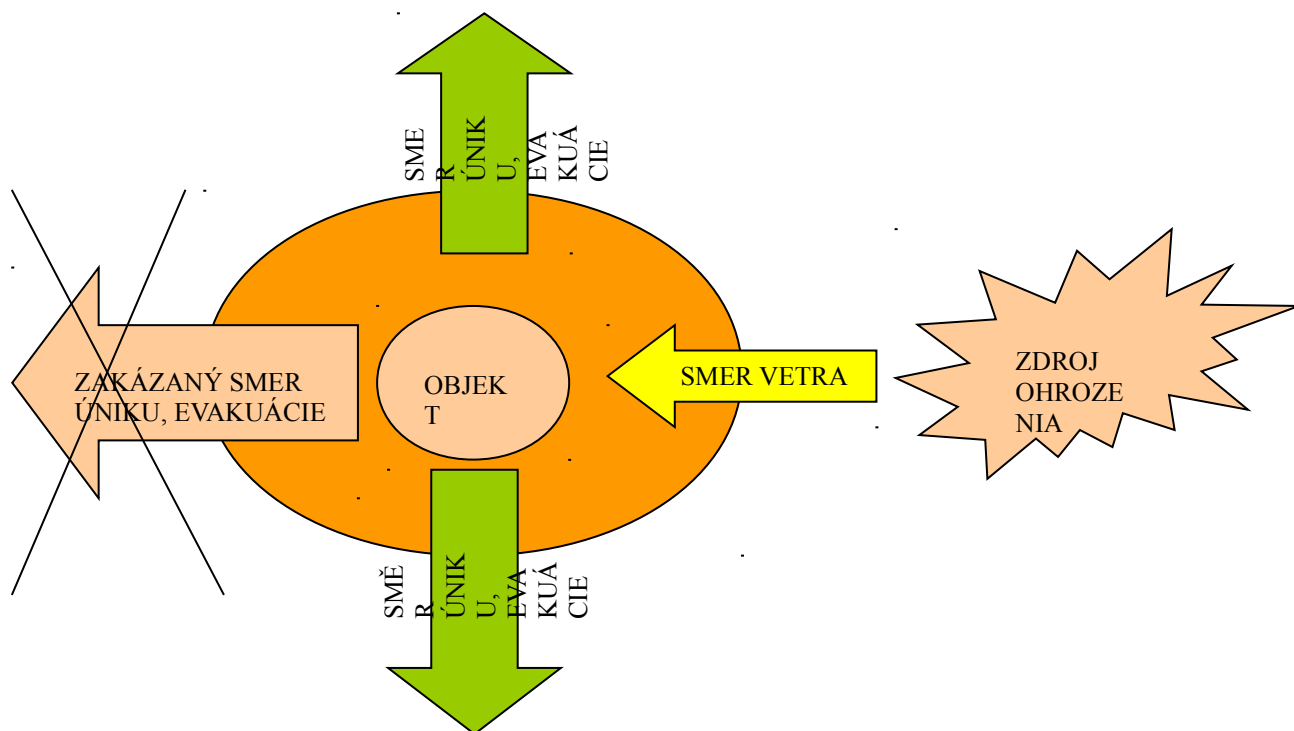 SME
R
ÚNIK
U,
EVA
KUÁ
CIE
ZAKÁZANÝ SMER
ÚNIKU, EVAKUÁCIE
OBJEK
T
SMER VETRA
ZDROJ
OHROZE
NIA
SMĚ
R
ÚNIK
U,
EVA
KUÁ
CIE